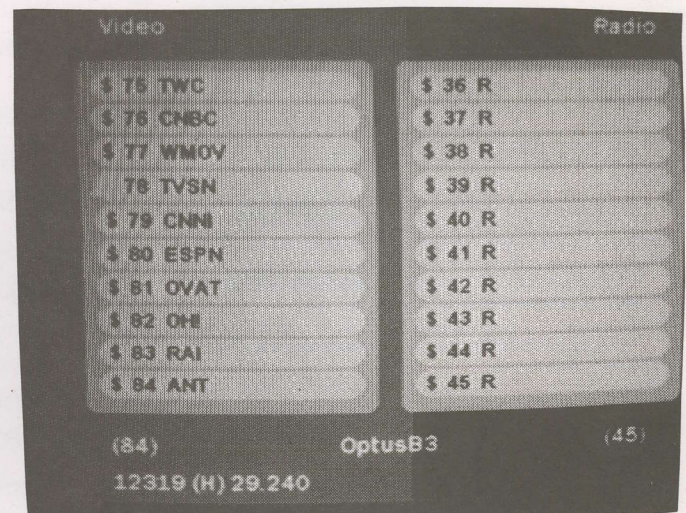 Video
Radio
$ 75 TWC
$ 76 CNBC
$ 77 WMOV
78 TVSN
$ 79 CNNI
$ 80 ESPN
$ 81 OVAT
$ 82 OHI
$ 83 RAI
$ 84 ANT
$ 36 R
$ 37 R
$ 38 R
$ 39 R
$ 40 R
$ 41 R
$ 42 R
$ 43 R
$ 44 R
$ 45 R
(84)
OptusB3
(45)
12319 (H) 29.240